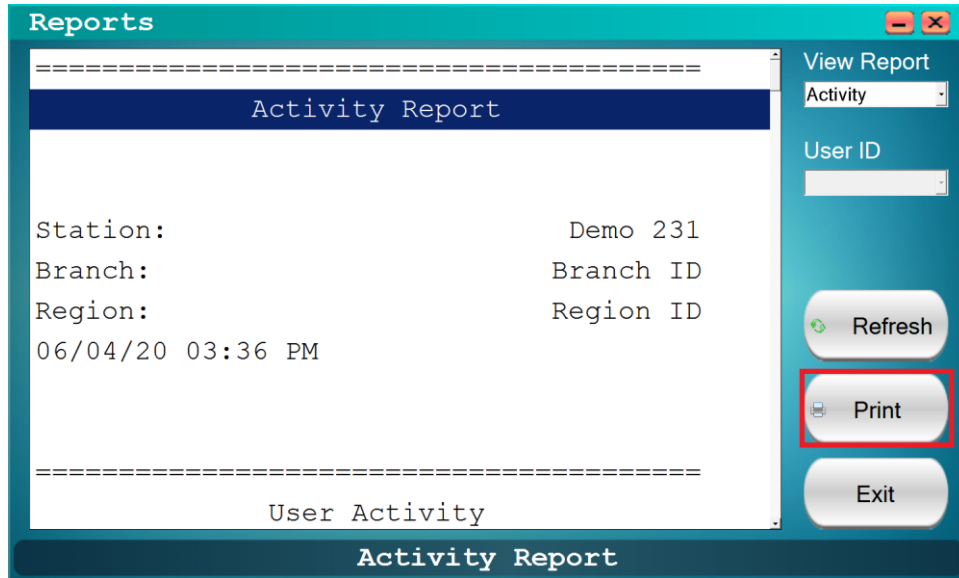 Reports
========================================
Activity Report
Station: Demo 231
Branch: Branch ID
Region: Region ID
06/04/20 03:36 PM
========================================
User Activity
View Report
Activity
User ID
Refresh
Print
Exit
Activity Report